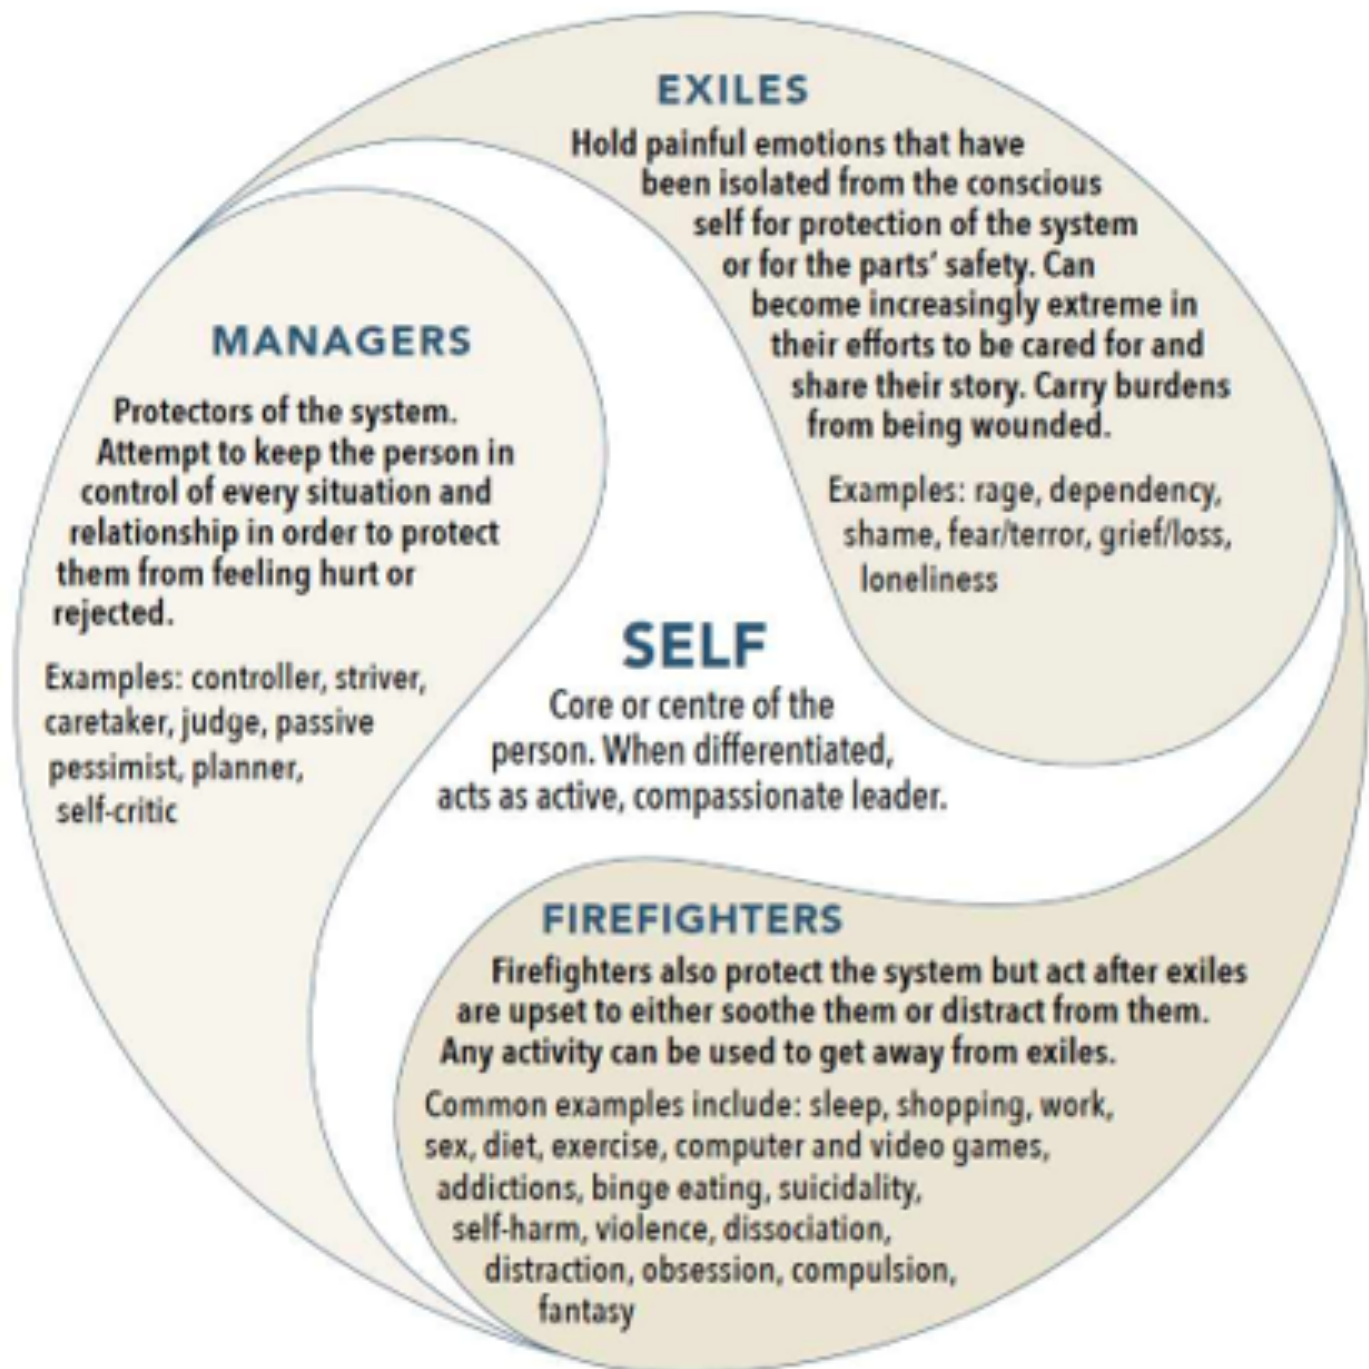 EXILES
Hold painful emotions that have
been isolated from the conscious
self for protection of the system
or for the parts' safety. Can
become increasingly extreme in
their efforts to be cared for and
share their story. Carry burdens
from being wounded.
Examples: rage, dependency,
shame, fear/terror, grief/loss,
loneliness
MANAGERS
Protectors of the system.
Attempt to keep the person in
control of every situation and
relationship in order to protect
them from feeling hurt or
rejected.
Examples: controller, striver,
caretaker, judge, passive
pessimist, planner,
self-critic
SELF
Core or centre of the
person. When differentiated,
acts as active, compassionate leader.
FIREFIGHTERS
Firefighters also protect the system but act after exiles
are upset to either soothe them or distract from them.
Any activity can be used to get away from exiles.
Common examples include: sleep, shopping, work,
sex, diet, exercise, computer and video games,
addictions, binge eating, suicidality,
self-harm, violence, dissociation,
distraction, obsession, compulsion,
fantasy